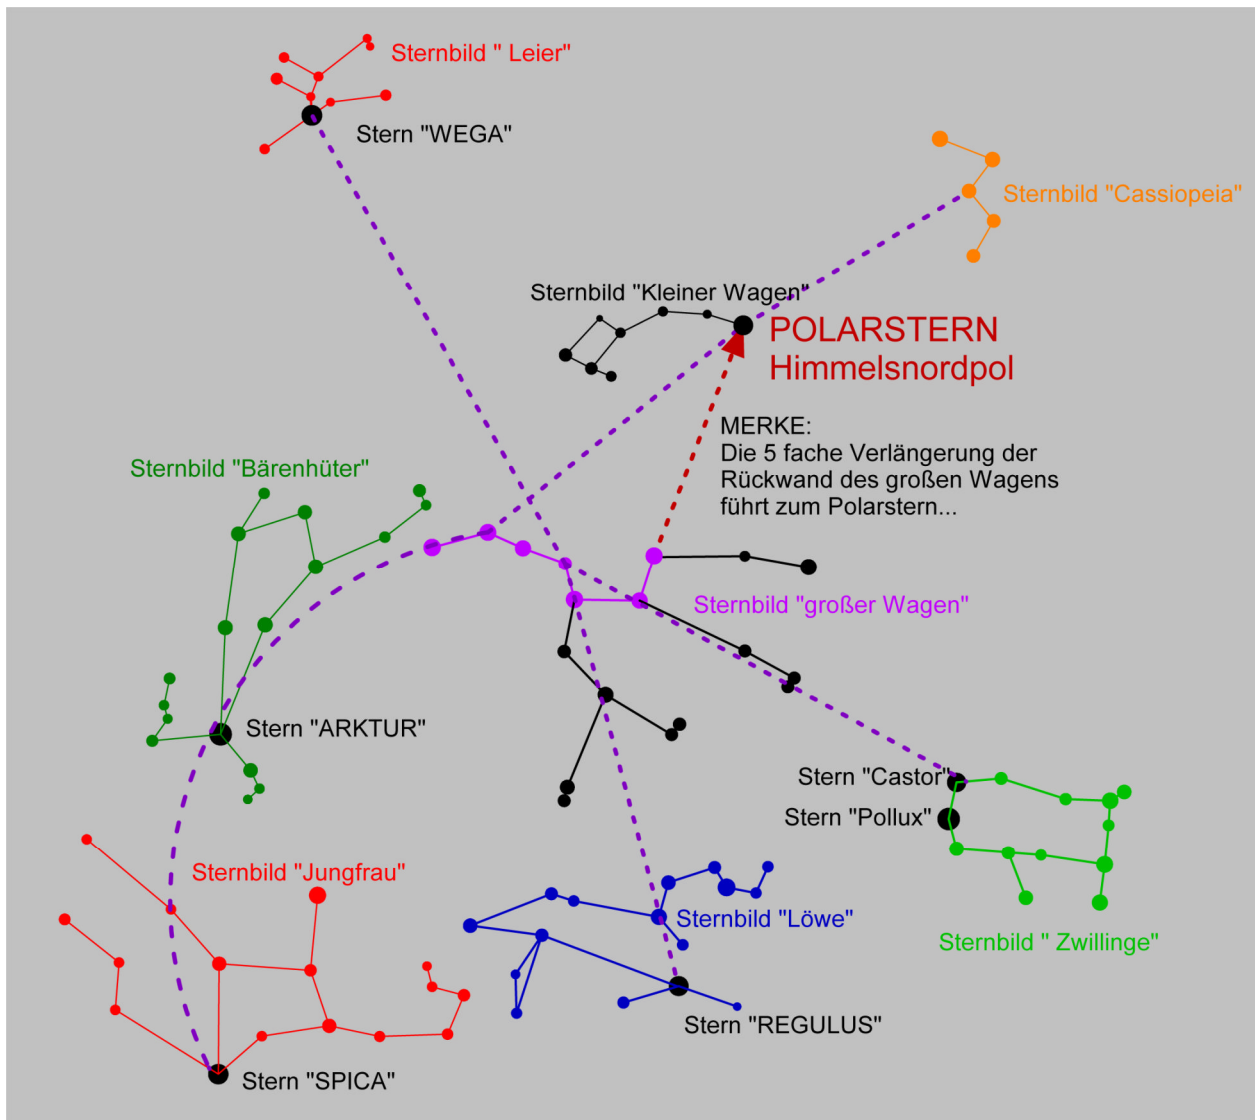 Sternbild " Leier"
Stern "WEGA"
Sternbild "Cassiopeia"
Sternbild "Kleiner Wagen"
POLARSTERN
Himmelsnordpol
MERKE:
Die 5 fache Verlängerung der
Rückwand des großen Wagens
führt zum Polarstern...
Sternbild "Bärenhüter"
Sternbild "großer Wagen"
Stern "ARKTUR"
Stern "Castor"
Stern "Pollux"
Sternbild "Jungfrau"
Sternbild "Löwe"
Sternbild " Zwillinge"
Stern "REGULUS"
Stern "SPICA"